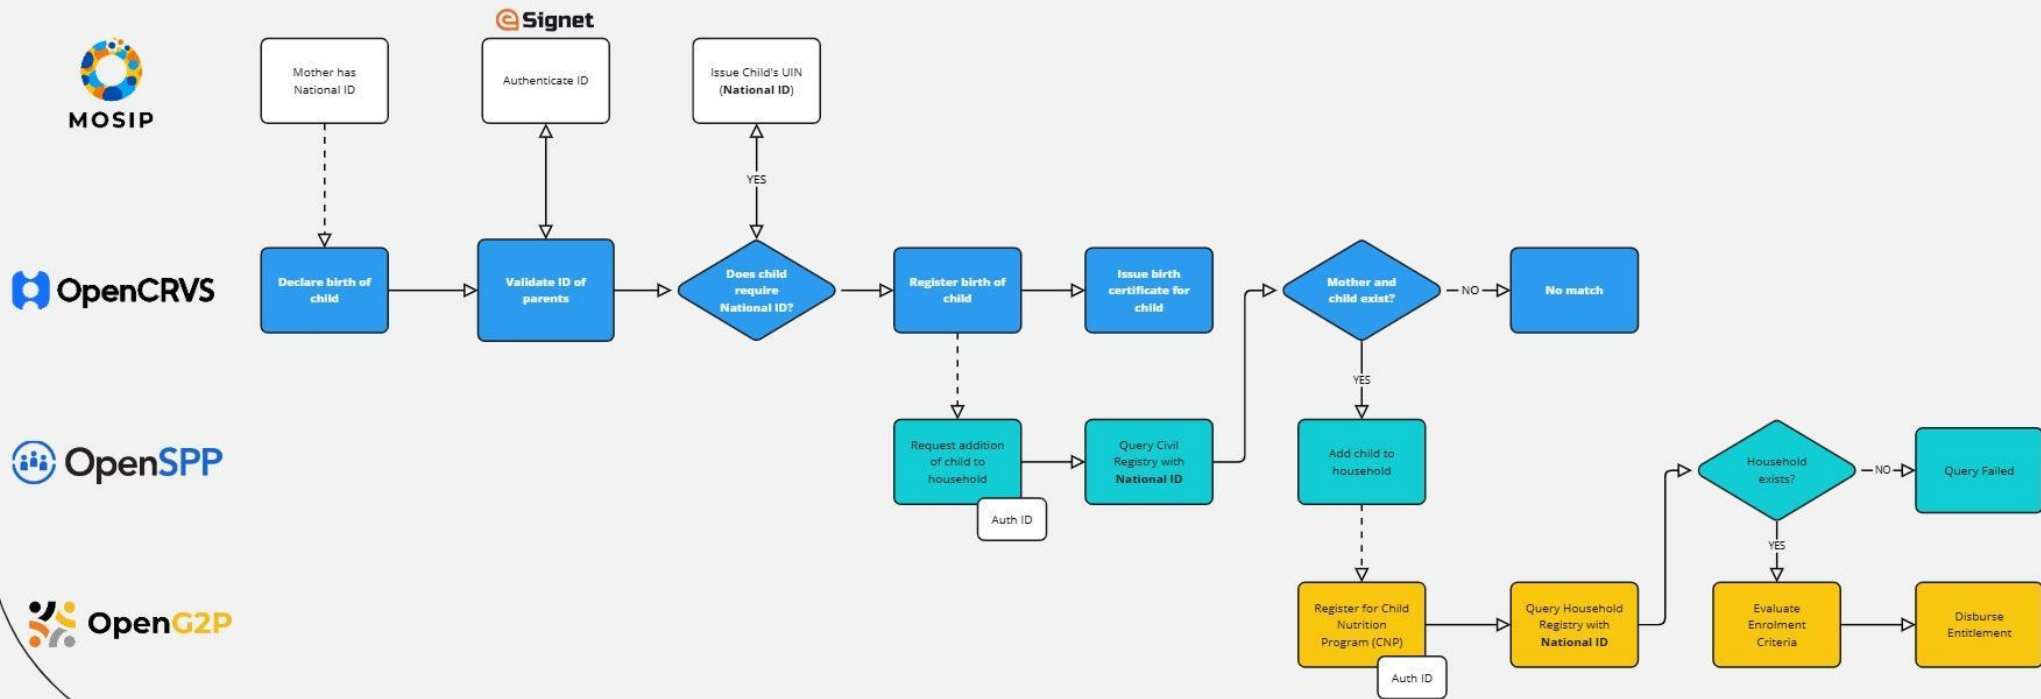 eSignet
MOSIP
Mother has
National ID
Authenticate ID
Issue Child's UIN
(National ID)
YES
OpenCRVS
Declare birth of
child
Validate ID of
parents
Does child
require
National ID?
Register birth of
child
Issue birth
certificate for
child
Mother and
child exist?
NO
No match
YES
OpenSPP
Request addition
of child to
household
Auth ID
Query Civil
Registry with
National ID
Add child to
household
Household
exists?
NO
Query Failed
YES
OpenG2P
Register for Child
Nutrition
Program (CNP)
Auth ID
Query Household
Registry with
National ID
Evaluate
Enrolment
Criteria
Disburse
Entitlement